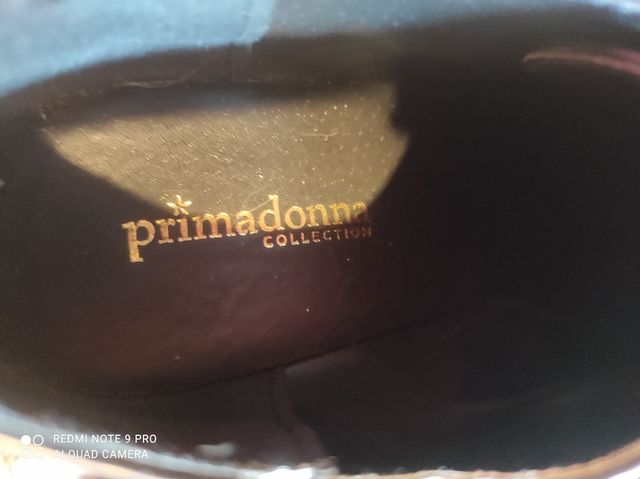 primadonna
COLLECTION
REDMI NOTE 9 PRO
AI QUAD CAMERA